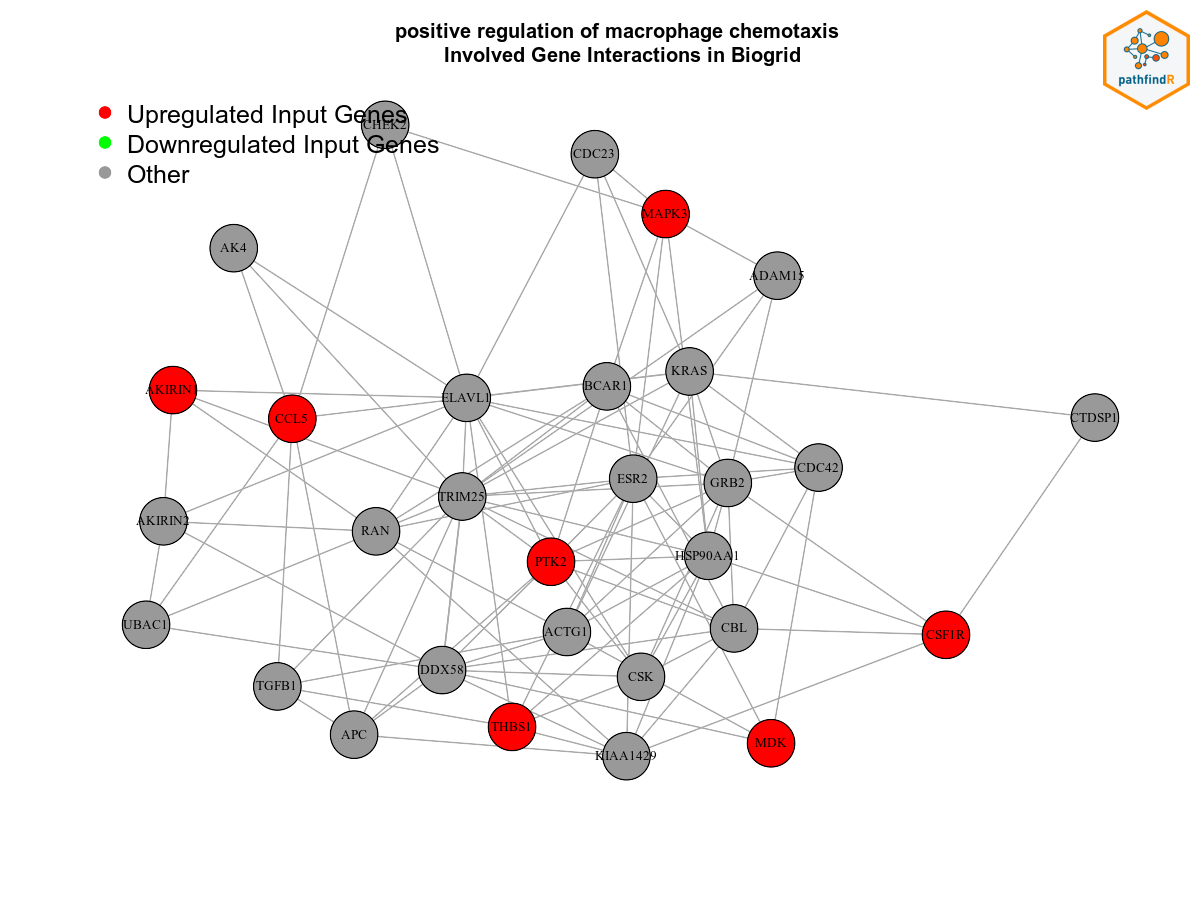 positive regulation of macrophage chemotaxis
Involved Gene Interactions in Biogrid
pathfindR
Upregulated Input Genes
Downregulated Input Genes
Other
CHEK2
CDC23
MAPK3
AK4
ADAM15
KRAS
BCAR1
AKIRIN1
ELAVL1
CCL5
CTDSP1
CDC42
ESR2
GRB2
TRIM25
AKIRIN2
RAN
HSP90AA1
PTK2
UBAC1
CBL
ACTG1
CSF1R
DDX58
CSK
TGFB1
THBS1
APC
MDK
KIAA1429